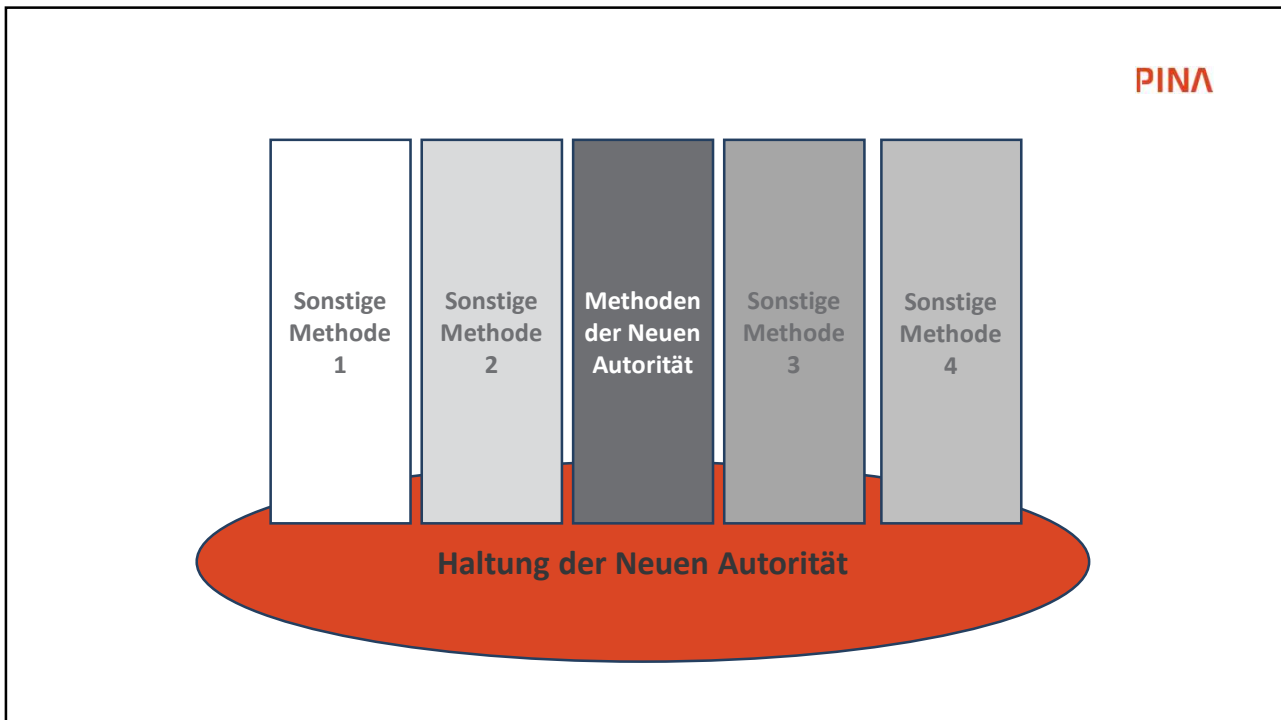 PINA
Sonstige
Methode
1
Sonstige
Methode
2
Methoden
der Neuen
Autorität
Sonstige
Methode
3
Sonstige
Methode
4
Haltung der Neuen Autorität